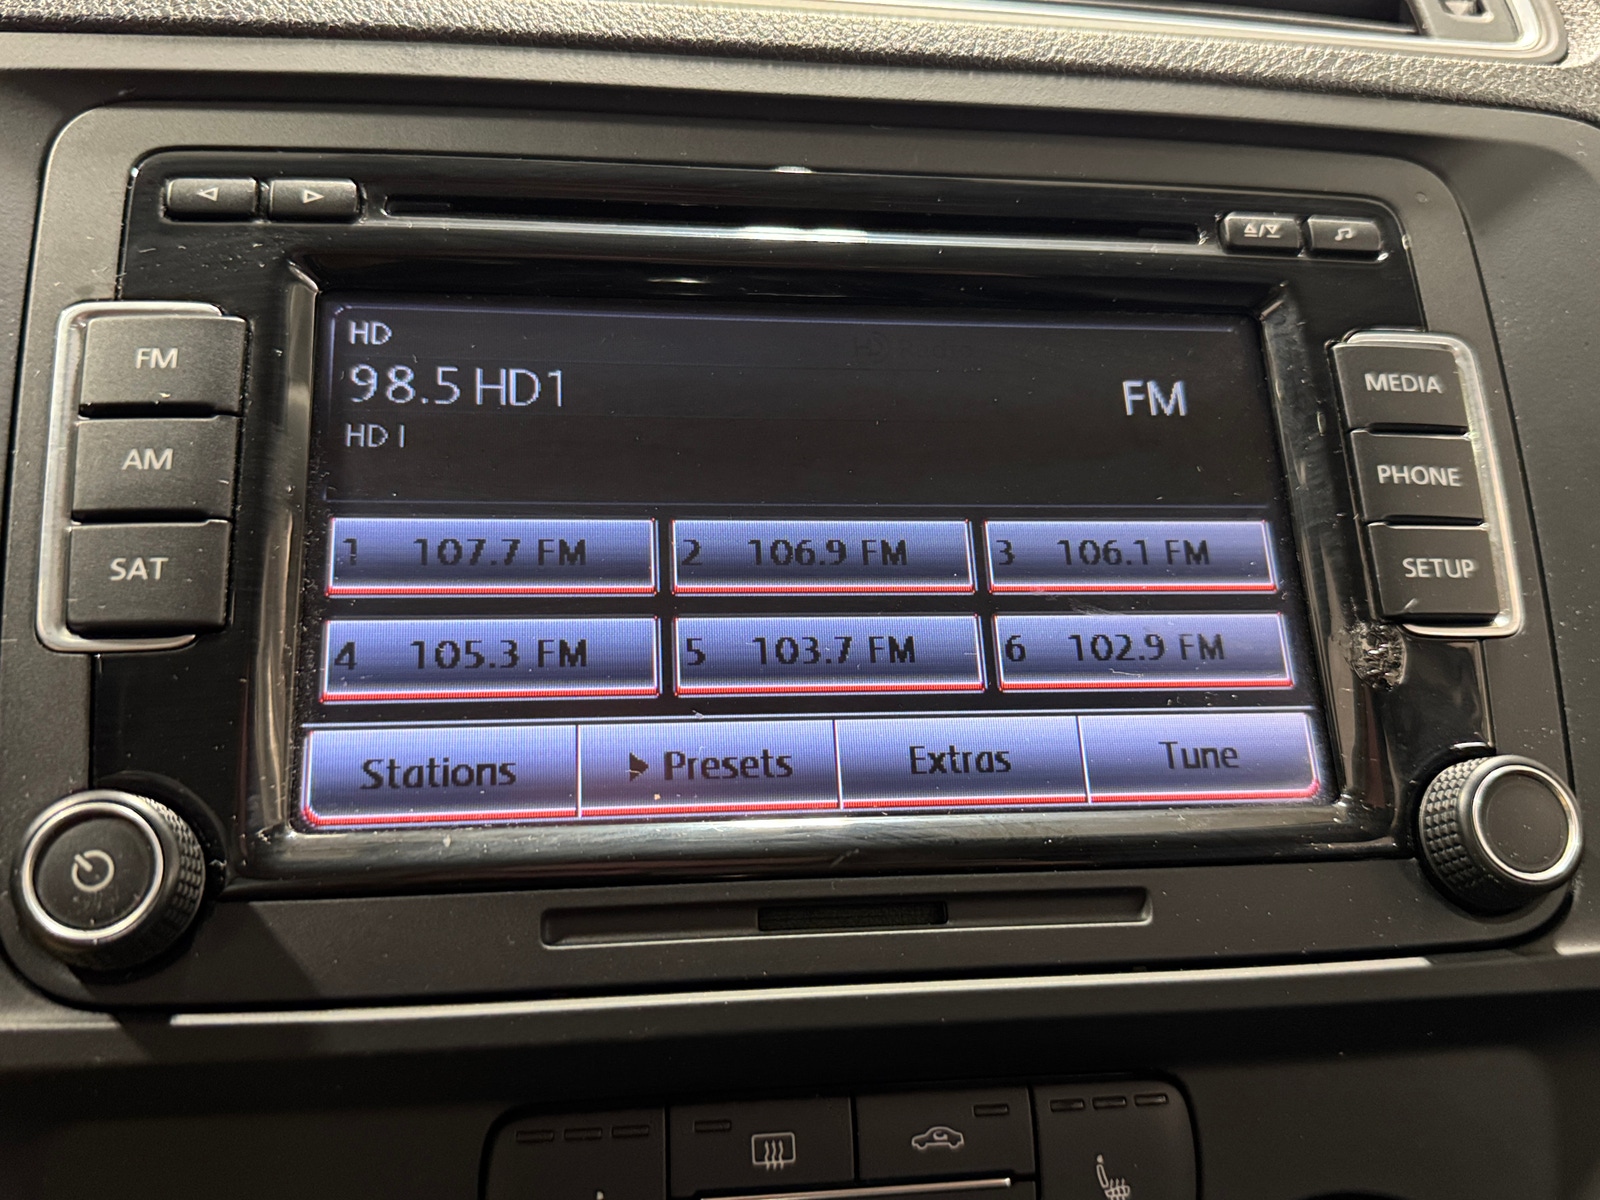 HD
98.5 HD1
FM
HD 1
1 107.7 FM
2 106.9 FM
3 106.1 FM
4 105.3 FM
5 103.7 FM
6 102.9 FM
Stations
Presets
Extras
Tune
FM
AM
SAT
MEDIA
PHONE
SETUP